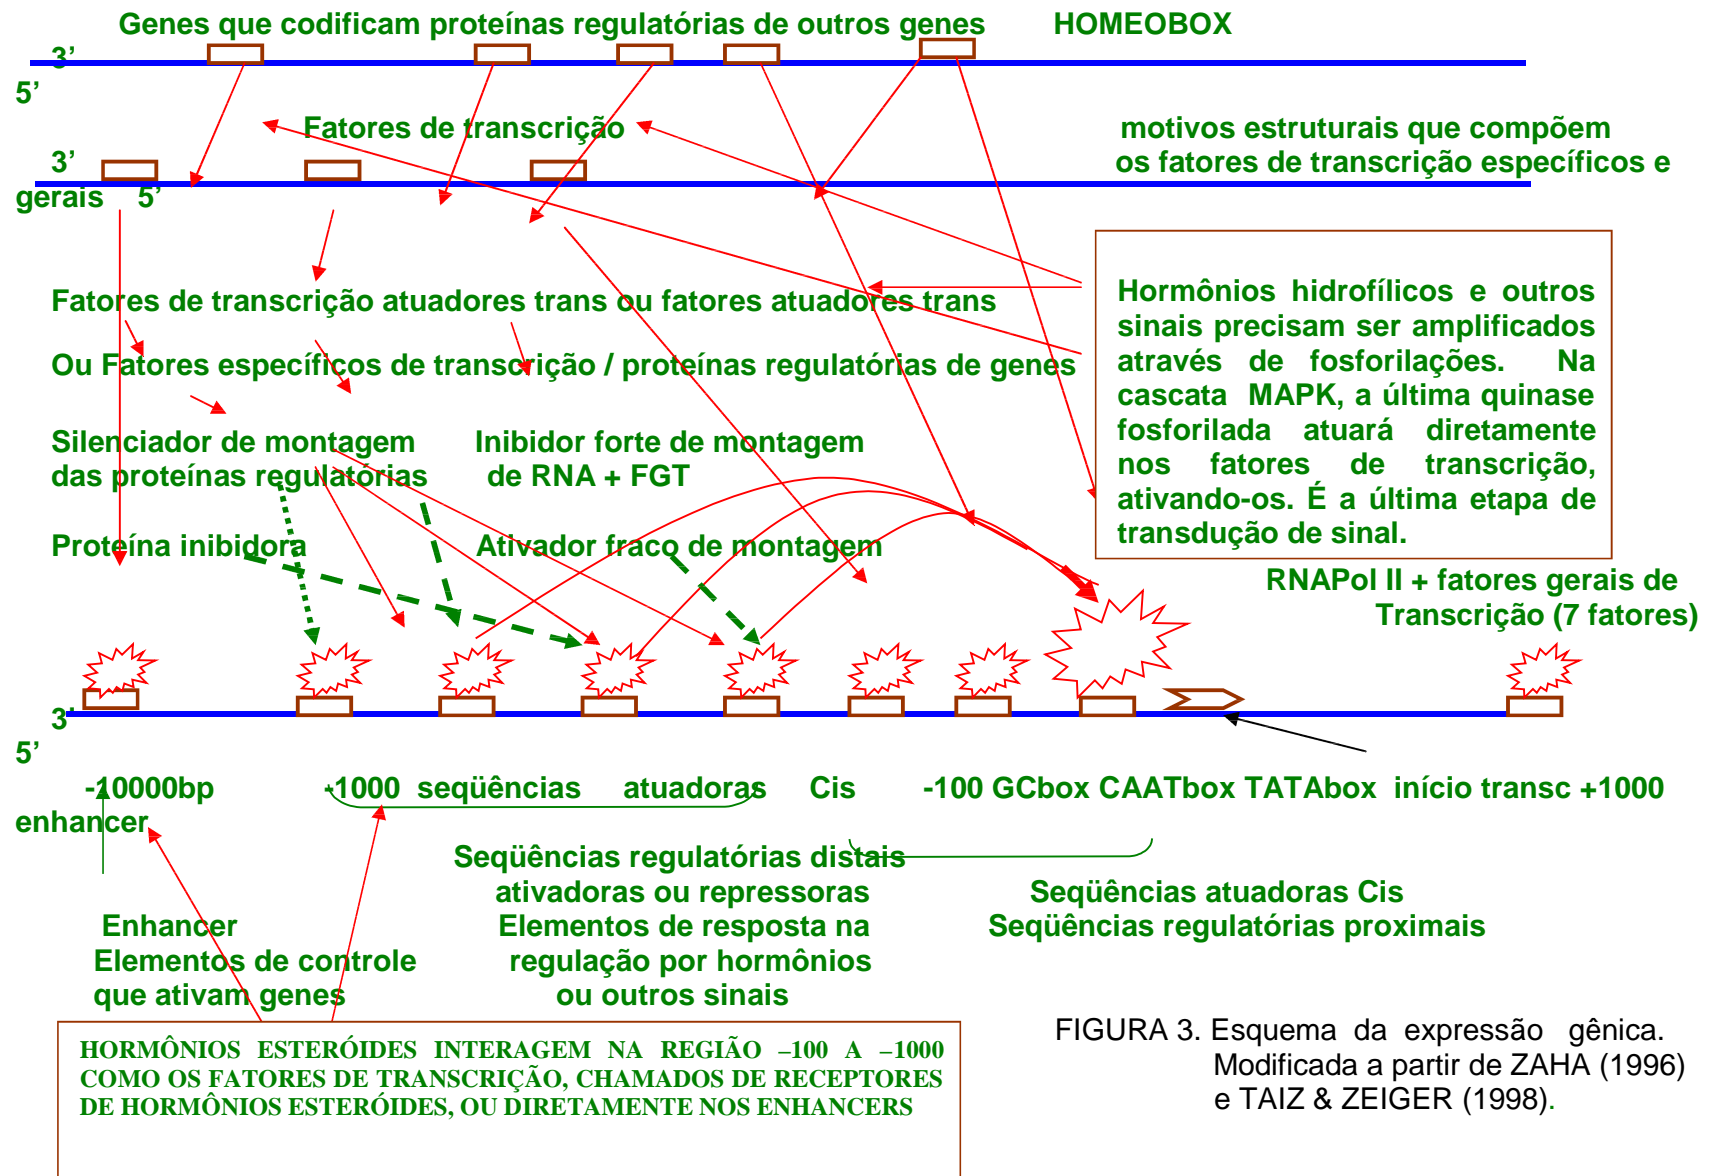 Genes que codificam proteínas regulatórias de outros genes HOMEOBOX
3’
5’
Fatores de transcrição motivos estruturais que compõem
3’ os fatores de transcrição específicos e
gerais 5’
Fatores de transcrição atuadores trans ou fatores atuadores trans
Ou Fatores específicos de transcrição / proteínas regulatórias de genes
Silenciador de montagem Inibidor forte de montagem
das proteínas regulatórias de RNA + FGT
Proteína inibidora Ativador fraco de montagem
Hormônios hidrofílicos e outros
sinais precisam ser amplificados
através de fosforilações. Na
cascata MAPK, a última quinase
fosforilada atuará diretamente
nos fatores de transcrição,
ativando-os. É a última etapa de
transdução de sinal.
RNAPol II + fatores gerais de
Transcrição (7 fatores)
3’
5’
-10000bp -1000 seqüências atuadoras Cis -100 GCbox CAATbox TATAbox início transc +1000
enhancer
Seqüências regulatórias distais
ativadoras ou repressoras Seqüências atuadoras Cis
Enhancer Elementos de resposta na Seqüências regulatórias proximais
Elementos de controle regulação por hormônios
que ativam genes ou outros sinais
HORMÔNIOS ESTERÓIDES INTERAGEM NA REGIÃO –100 A –1000
COMO OS FATORES DE TRANSCRIÇÃO, CHAMADOS DE RECEPTORES
DE HORMÔNIOS ESTERÓIDES, OU DIRETAMENTE NOS ENHANCERS
FIGURA 3. Esquema da expressão gênica.
Modificada a partir de ZAHA (1996)
e TAIZ & ZEIGER (1998).